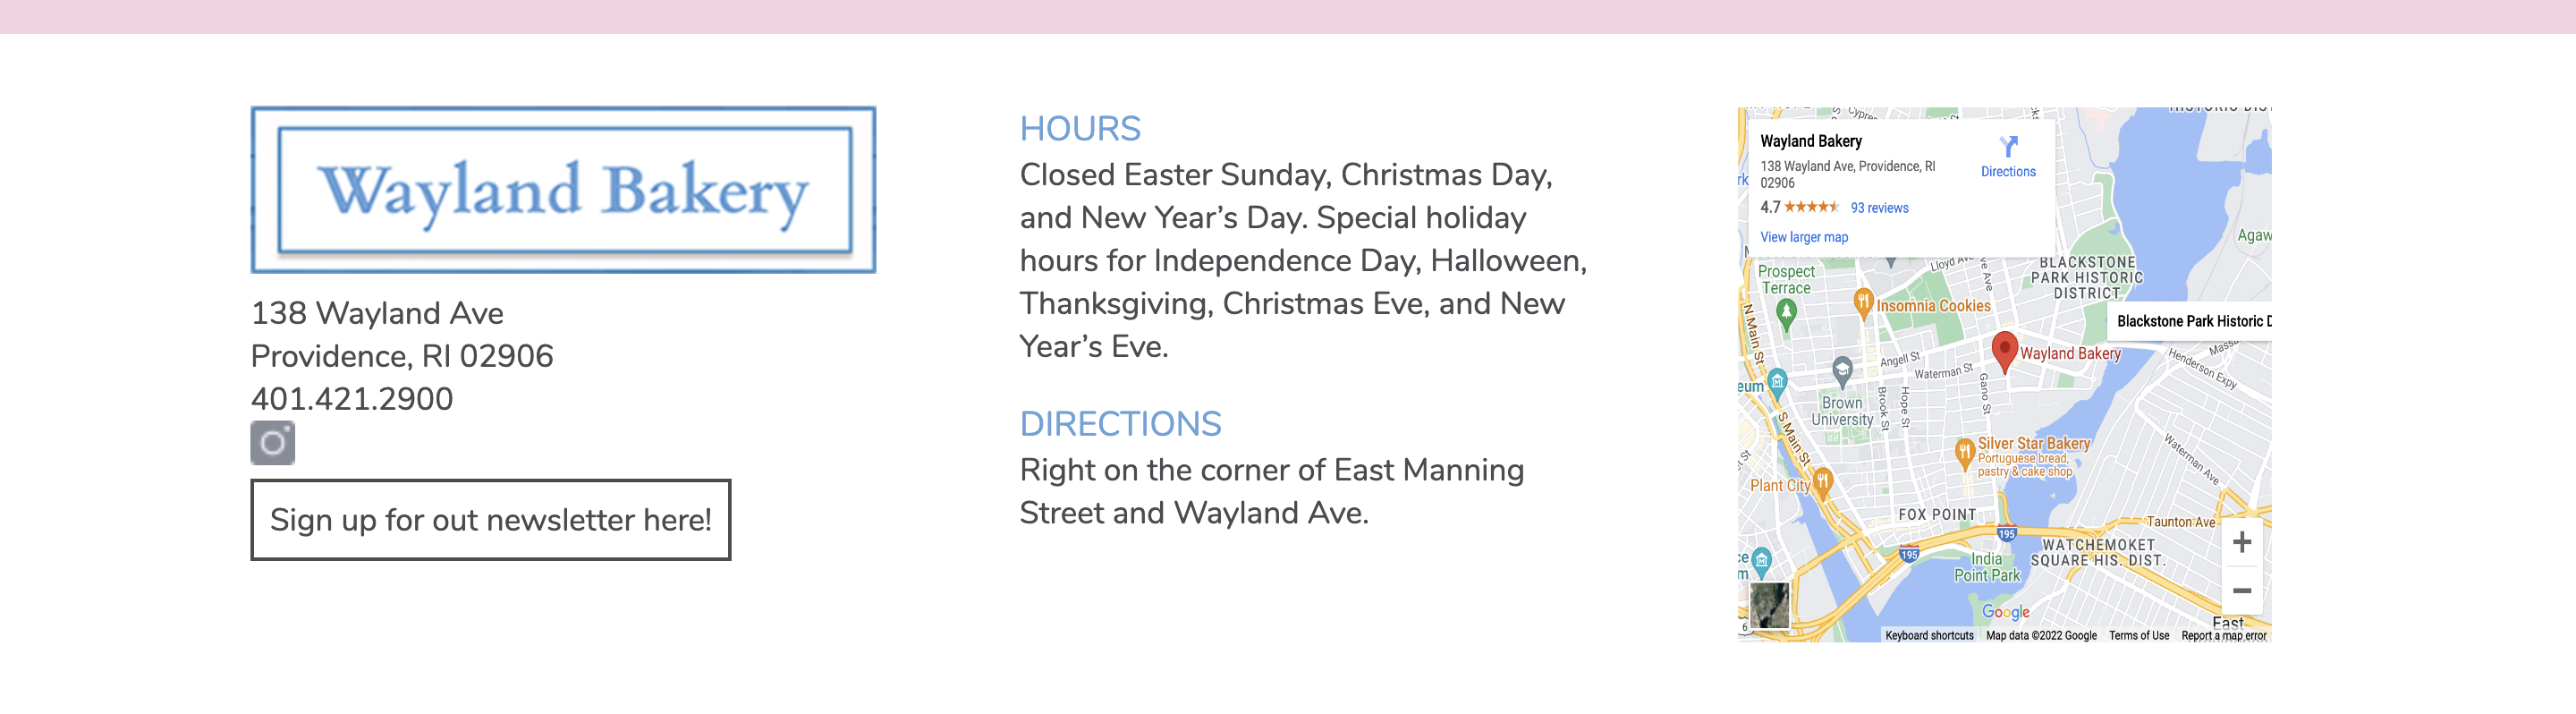 Wayland Bakery
138 Wayland Ave
Providence, RI 02906
401.421.2900
Sign up for out newsletter here!
HOURS
Closed Easter Sunday, Christmas Day,
and New Year’s Day. Special holiday
hours for Independence Day, Halloween,
Thanksgiving, Christmas Eve, and New
Year’s Eve.
DIRECTIONS
Right on the corner of East Manning
Street and Wayland Ave.
Wayland Bakery
138 Wayland Ave, Providence, RI
02906
Directions
4.7
93 reviews
View larger map
Cypre
Agaw
Lloyd Ave
BLACKSTONE
PARK HISTORIC
DISTRICT
Prospect
Terrace
Insomnia Cookies
Blackstone Park Historic D
N Main St
Wayland Bakery
Angell St
Waterman St
Henderson Expy
Massa
eum
Brown
University
Brook St
Hope St
Gano St
S Main St
Silver Star Bakery
Portuguese bread,
pastry & cake shop
Waterman Ave
Plant City
FOX POINT
Taunton Ave
195
195
WATCHEMOKET
SQUARE HIS. DIST.
India
Point Park
Google
East
Keyboard shortcuts
Map data ©2022 Google
Terms of Use
Report a map error